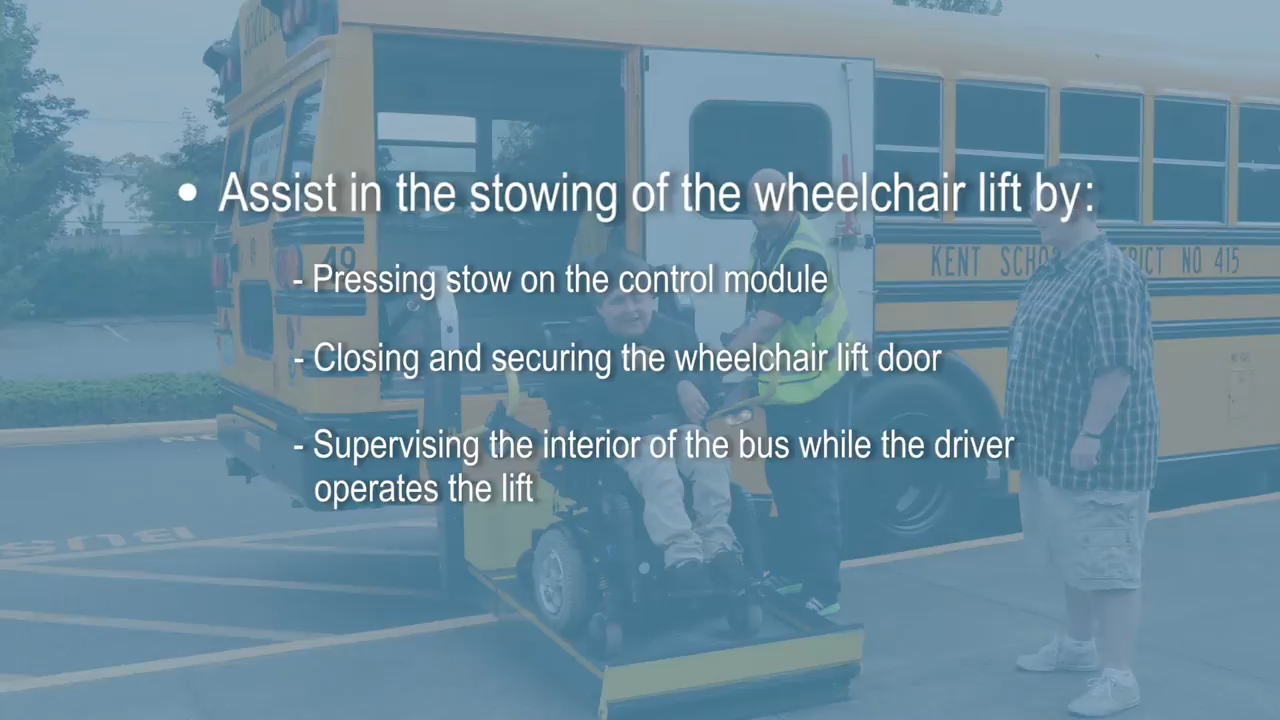 • Assist in the stowing of the wheelchair lift by:
- Pressing stow on the control module
- Closing and securing the wheelchair lift door
- Supervising the interior of the bus while the driver
operates the lift
49
KENT SCHOOL DISTRICT NO 415
BUS